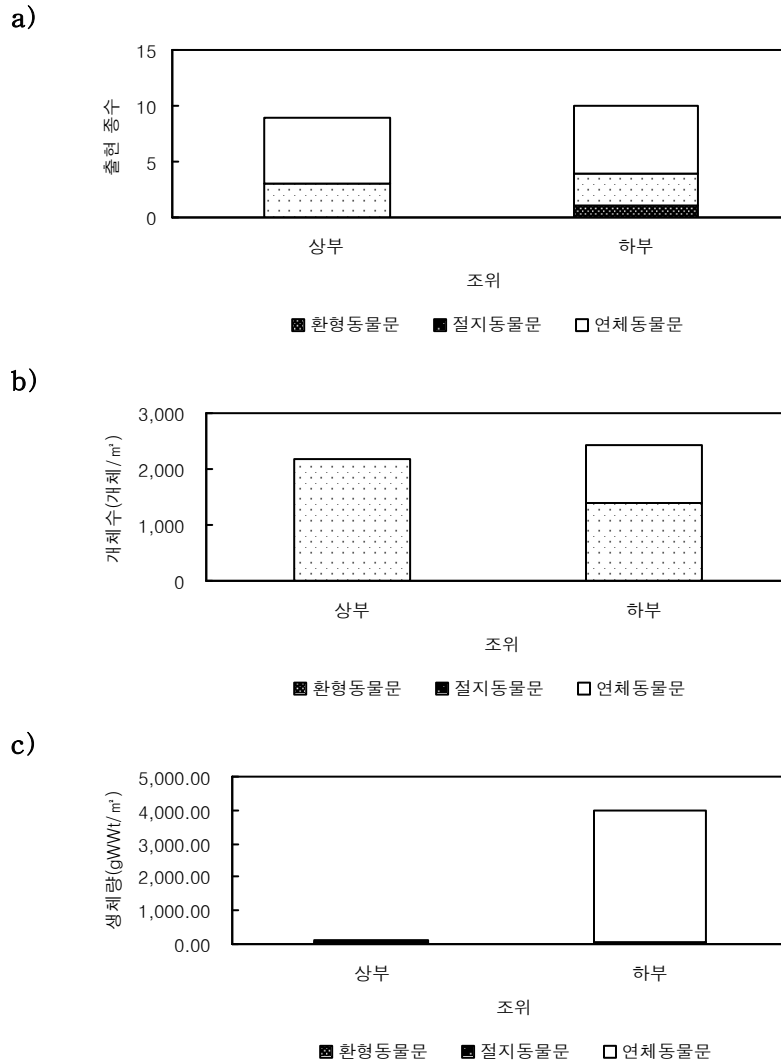 a)
15
10
5
0
출현 종수
상부 하부
조위
환형동물문 절지동물문 연체동물문
b)
3,000
2,000
1,000
0
개체수(개체/㎡)
상부 하부
조위
환형동물문 절지동물문 연체동물문
c)
5,000.00
4,000.00
3,000.00
2,000.00
1,000.00
0.00
생체량(gWWt/㎡)
상부 하부
조위
환형동물문 절지동물문 연체동물문